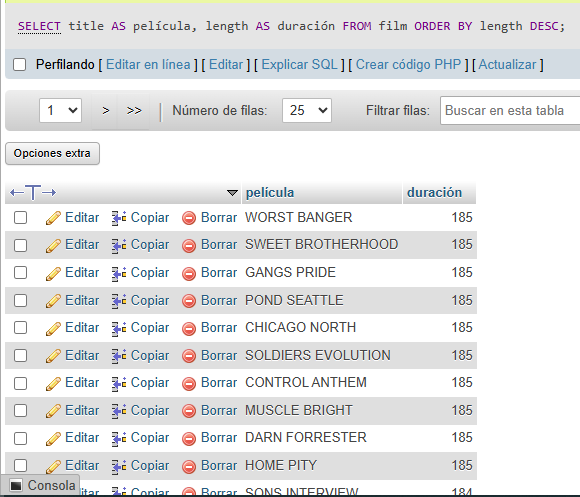 SELECT title AS película, length AS duración FROM film ORDER BY length DESC;
Perfilando [ Editar en línea ] [ Editar ] [ Explicar SQL ] [ Crear código PHP ] [ Actualizar ]
1 > >> Número de filas: 25 Filtrar filas: Buscar en esta tabla
Opciones extra
película duración
Editar Copiar Borrar WORST BANGER 185
Editar Copiar Borrar SWEET BROTHERHOOD 185
Editar Copiar Borrar GANGS PRIDE 185
Editar Copiar Borrar POND SEATTLE 185
Editar Copiar Borrar CHICAGO NORTH 185
Editar Copiar Borrar SOLDIERS EVOLUTION 185
Editar Copiar Borrar CONTROL ANTHEM 185
Editar Copiar Borrar MUSCLE BRIGHT 185
Editar Copiar Borrar DARN FORRESTER 185
Editar Copiar Borrar HOME PITY 185
Editar Copiar Borrar SONS INTERVIEW 184
Consola